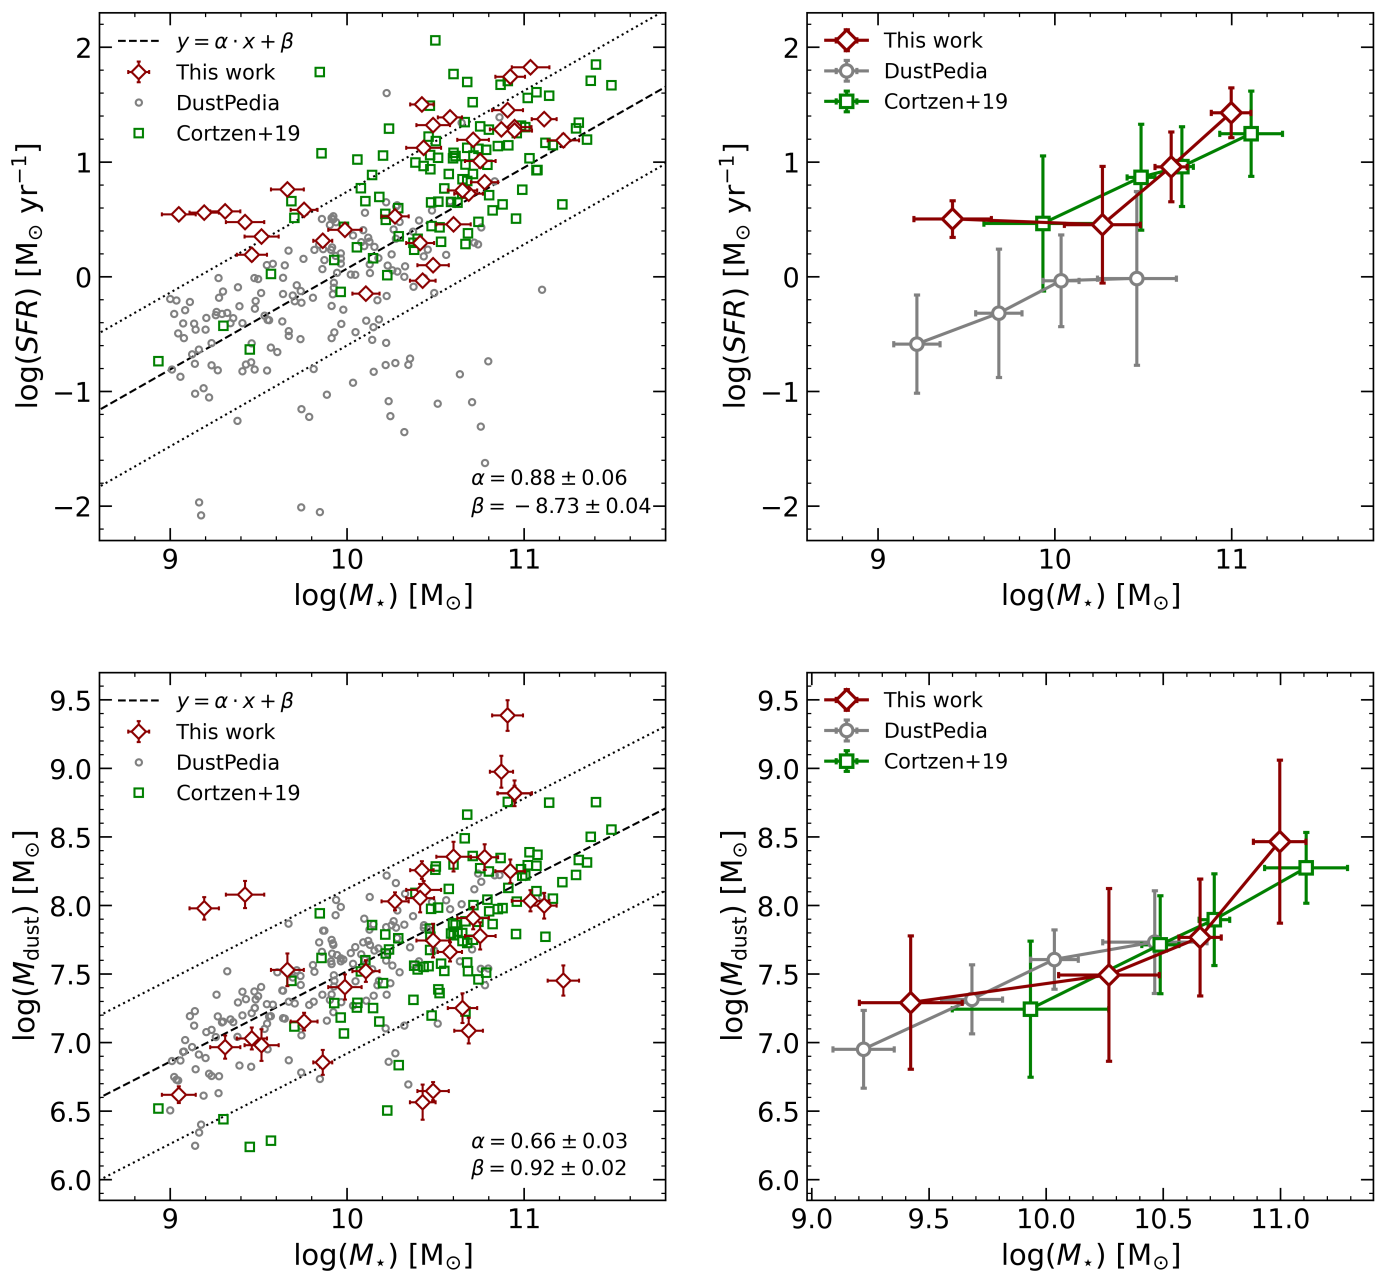 y = α · x + β
This work
DustPedia
Cortzen+19
α = 0.88 ± 0.06
β = − 8.73 ± 0.04
2
1
0
−1
−2
log(SFR) [M⊙ yr⁻¹]
9 10 11
log(M⋆) [M⊙]
This work
DustPedia
Cortzen+19
2
1
0
−1
−2
log(SFR) [M⊙ yr⁻¹]
9 10 11
log(M⋆) [M⊙]
y = α · x + β
This work
DustPedia
Cortzen+19
α = 0.66 ± 0.03
β = 0.92 ± 0.02
9.5
9.0
8.5
8.0
7.5
7.0
6.5
6.0
log(M_dust) [M⊙]
9 10 11
log(M⋆) [M⊙]
This work
DustPedia
Cortzen+19
9.5
9.0
8.5
8.0
7.5
7.0
6.5
6.0
log(M_dust) [M⊙]
9.0 9.5 10.0 10.5 11.0
log(M⋆) [M⊙]